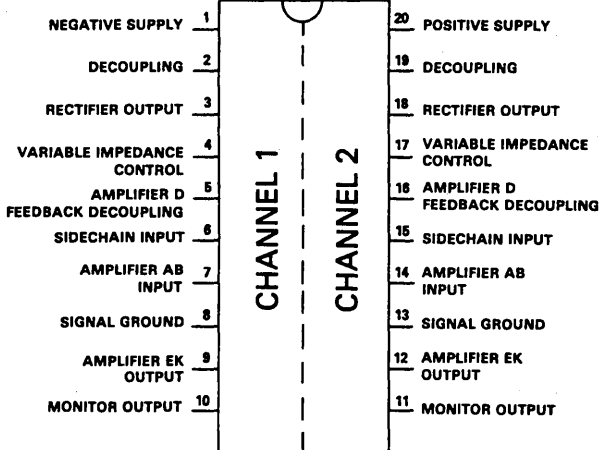 NEGATIVE SUPPLY 1
DECOUPLING 2
RECTIFIER OUTPUT 3
VARIABLE IMPEDANCE 4
CONTROL
AMPLIFIER D 5
FEEDBACK DECOUPLING
SIDECHAIN INPUT 6
AMPLIFIER AB 7
INPUT
SIGNAL GROUND 8
AMPLIFIER EK 9
OUTPUT
MONITOR OUTPUT 10
CHANNEL 1
CHANNEL 2
20 POSITIVE SUPPLY
19 DECOUPLING
18 RECTIFIER OUTPUT
17 VARIABLE IMPEDANCE
CONTROL
16 AMPLIFIER D
FEEDBACK DECOUPLING
15 SIDECHAIN INPUT
14 AMPLIFIER AB
INPUT
13 SIGNAL GROUND
12 AMPLIFIER EK
OUTPUT
11 MONITOR OUTPUT